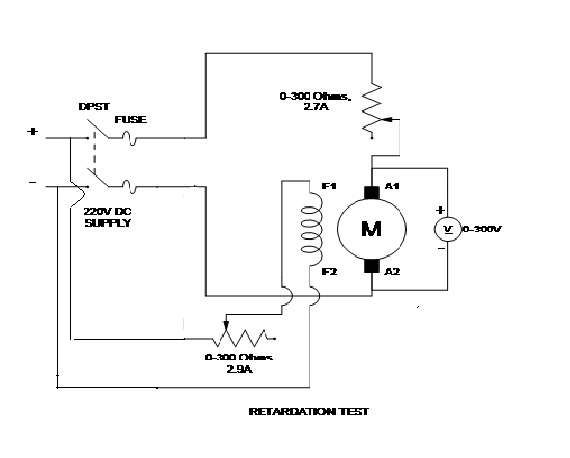 0-300 Ohms,
2.7A
DPST
FUSE
+
-
220V DC
SUPPLY
F1
A1
M
+
V
0-300V
-
F2
A2
0-300 Ohms
2.9A
RETARDATION TEST